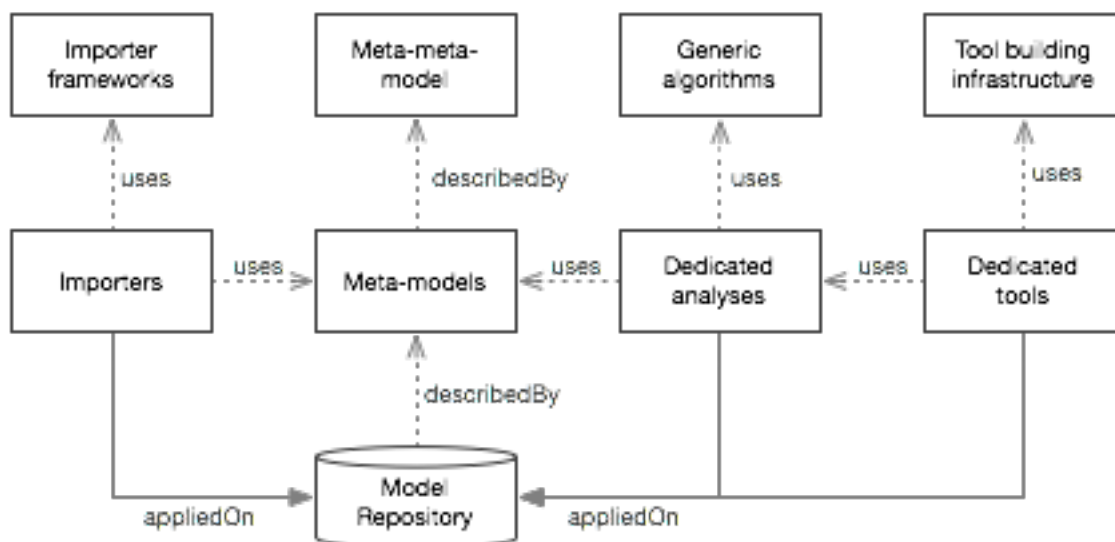 Importer
frameworks
Meta-meta-
model
Generic
algorithms
Tool building
infrastructure
uses
describedBy
uses
uses
Importers
uses
Meta-models
uses
Dedicated
analyses
uses
Dedicated
tools
describedBy
Model
Repository
appliedOn
appliedOn